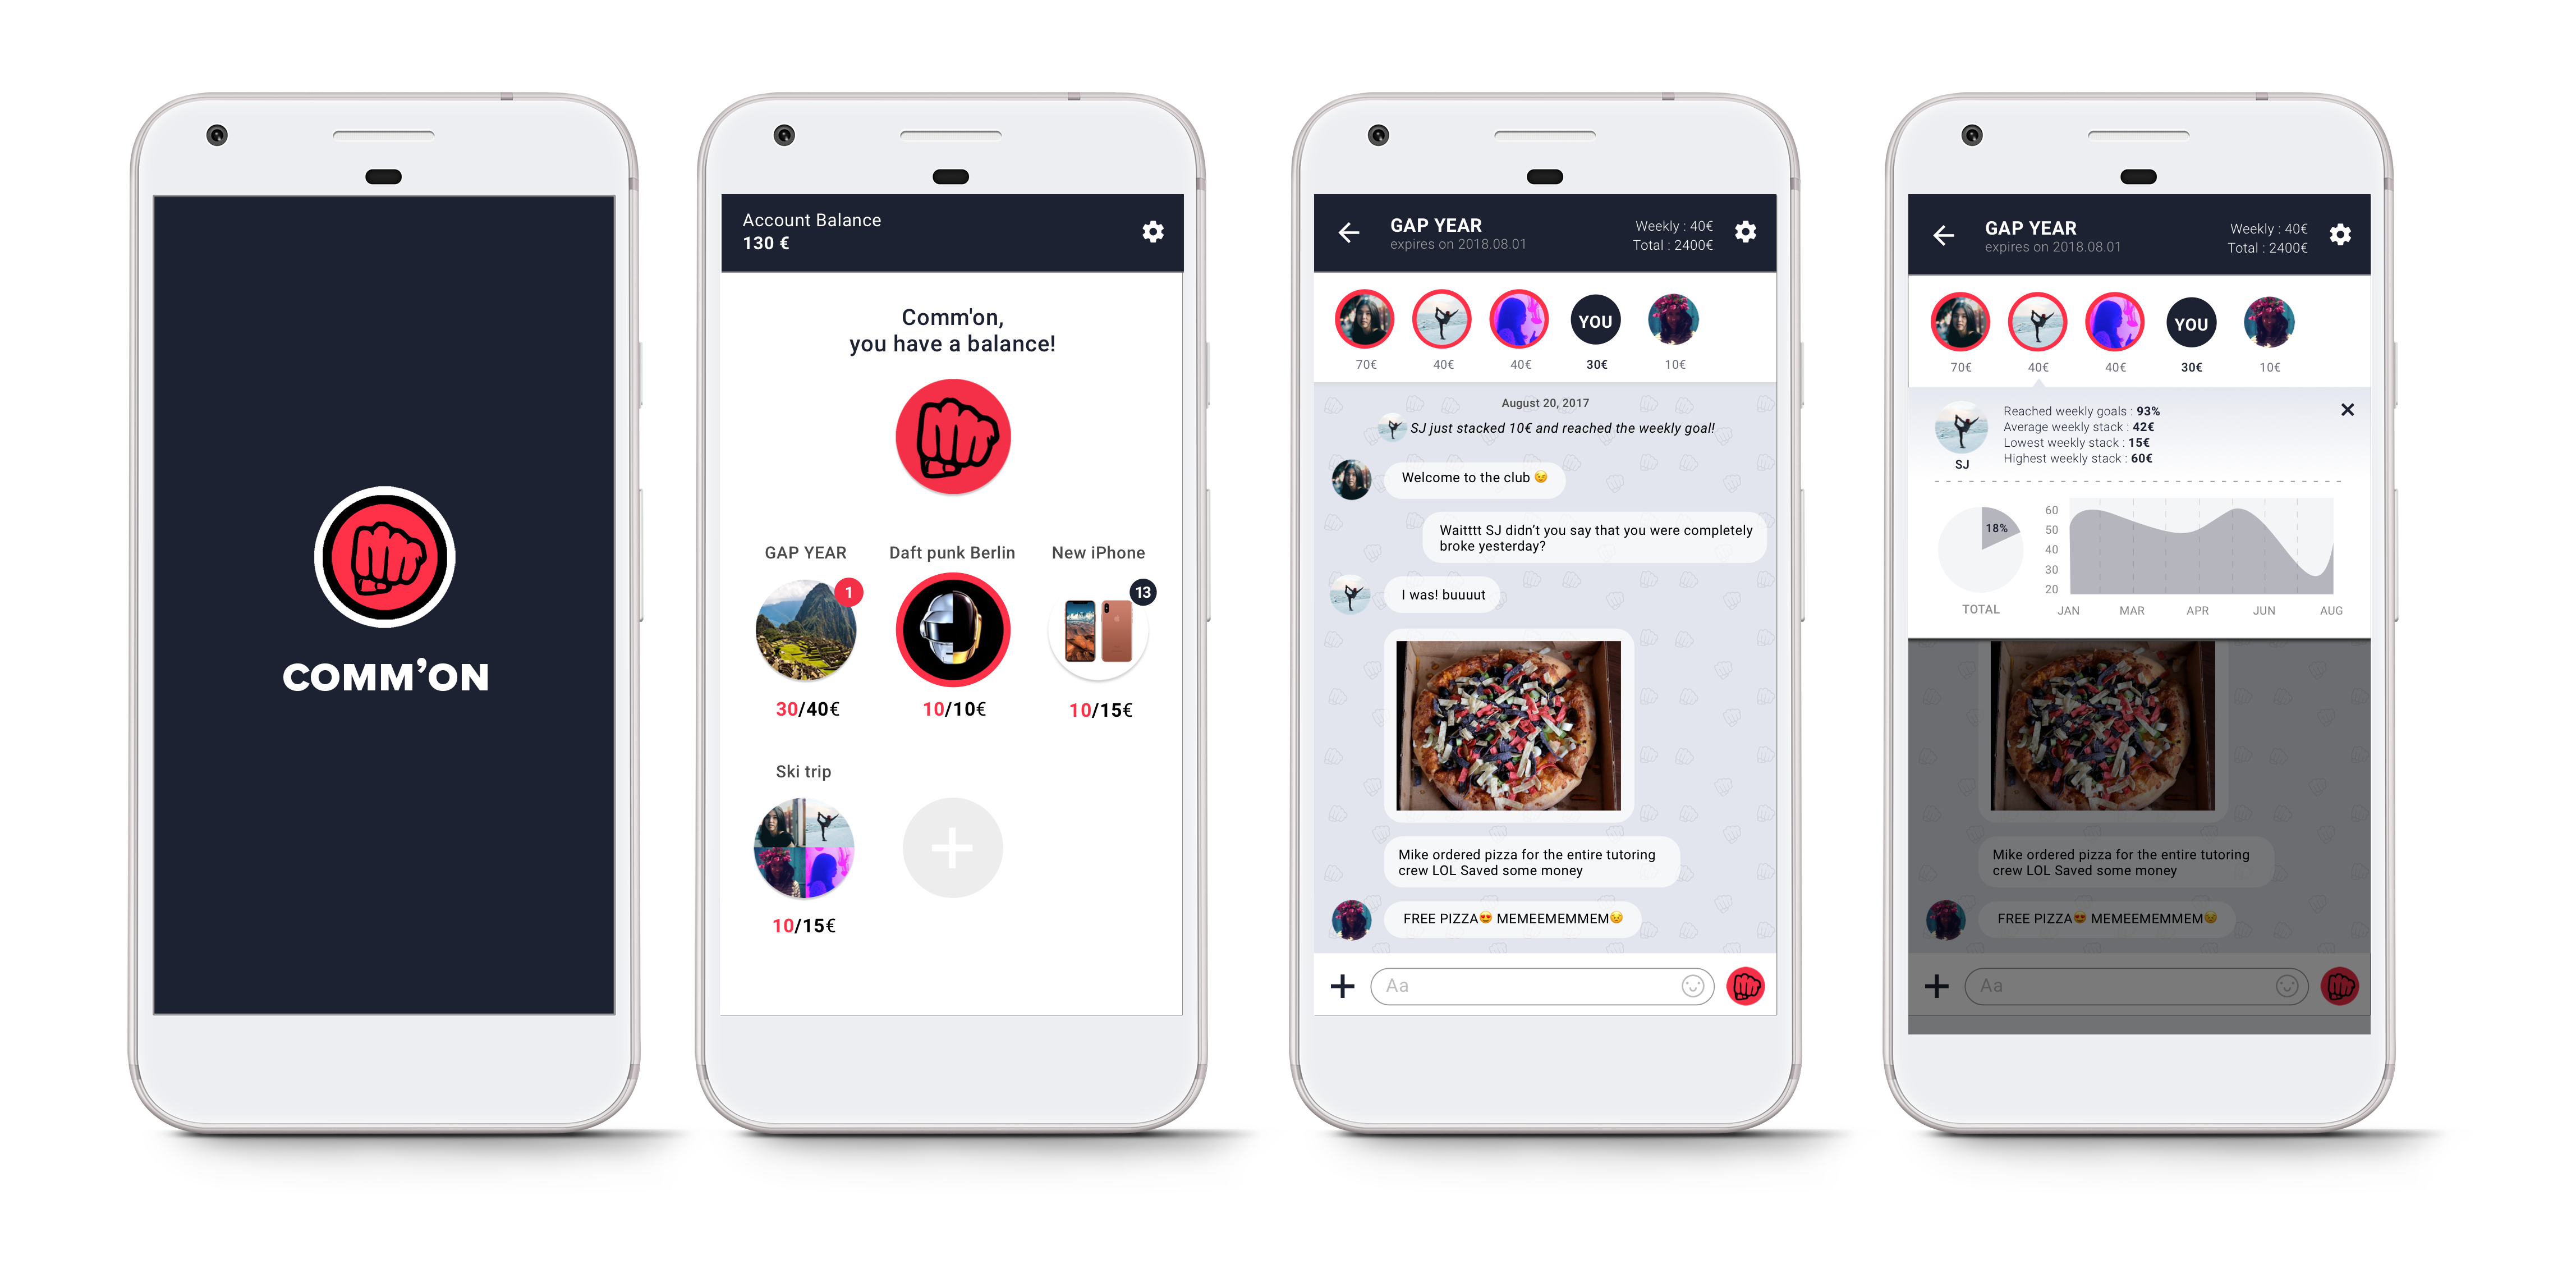 COMM'ON
Account Balance
130 €
Comm'on,
you have a balance!
GAP YEAR
Daft punk Berlin
New iPhone
1
13
30/40€
10/10€
10/15€
Ski trip
10/15€
GAP YEAR
expires on 2018.08.01
Weekly : 40€
Total : 2400€
YOU
70€
40€
40€
30€
10€
August 20, 2017
SJ just stacked 10€ and reached the weekly goal!
Welcome to the club 😉
Waitttt SJ didn't you say that you were completely
broke yesterday?
I was! buuuut
Mike ordered pizza for the entire tutoring
crew LOL Saved some money
FREE PIZZA😍 MEMEEMEMMEM😣
Aa
GAP YEAR
expires on 2018.08.01
Weekly : 40€
Total : 2400€
YOU
70€
40€
40€
30€
10€
SJ
Reached weekly goals : 93%
Average weekly stack : 42€
Lowest weekly stack : 15€
Highest weekly stack : 60€
18%
TOTAL
60
50
40
30
20
JAN
MAR
APR
JUN
AUG
Mike ordered pizza for the entire tutoring
crew LOL Saved some money
FREE PIZZA😍 MEMEEMEMMEM😣
Aa